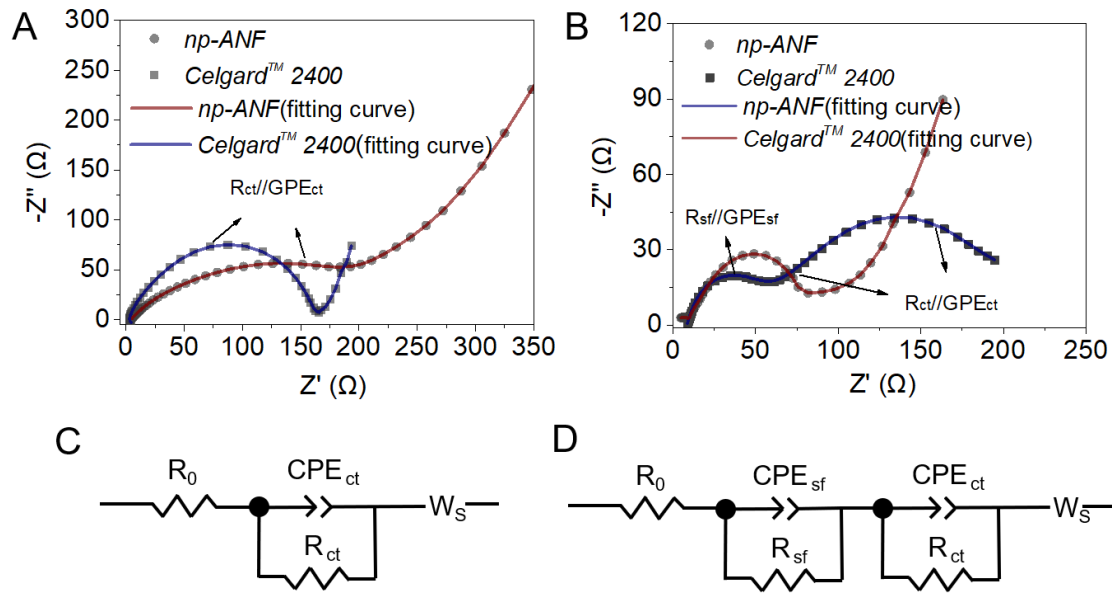 A
300
250
200
150
100
50
0
-Z" (Ω)
np-ANF
Celgard™ 2400
np-ANF(fitting curve)
Celgard™ 2400(fitting curve)
Rct//GPEct
0 50 100 150 200 250 300 350
Z' (Ω)
B
120
90
60
30
0
-Z" (Ω)
np-ANF
Celgard™ 2400
np-ANF(fitting curve)
Celgard™ 2400(fitting curve)
Rsf//GPEsf
Rct//GPEct
0 50 100 150 200 250
Z' (Ω)
C
R0
CPEct
Rct
WS
D
R0
CPEsf
Rsf
CPEct
Rct
WS